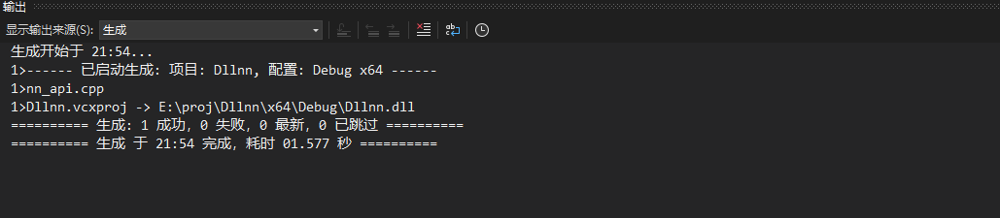 输出
显示输出来源(S): 生成
生成开始于 21:54...
1>------ 已启动生成: 项目: Dllnn, 配置: Debug x64 ------
1>nn_api.cpp
1>Dllnn.vcxproj -> E:\proj\Dllnn\x64\Debug\Dllnn.dll
========== 生成: 1 成功, 0 失败, 0 最新, 0 已跳过 ==========
========== 生成 于 21:54 完成, 耗时 01.577 秒 ==========